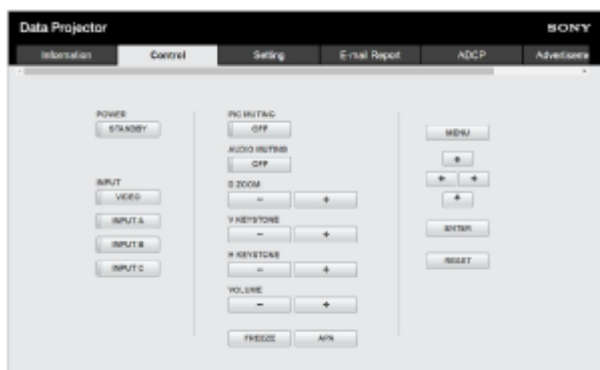 Data Projector
SONY
Information Control Setting E-mail Report ADCP Advertiseme
POWER
STANDBY
INPUT
VIDEO
INPUT A
INPUT B
INPUT C
PIC MUTING
OFF
AUDIO MUTING
OFF
D ZOOM
- +
V KEYSTONE
- +
H KEYSTONE
- +
VOLUME
- +
FREEZE APA
MENU
ENTER
RESET